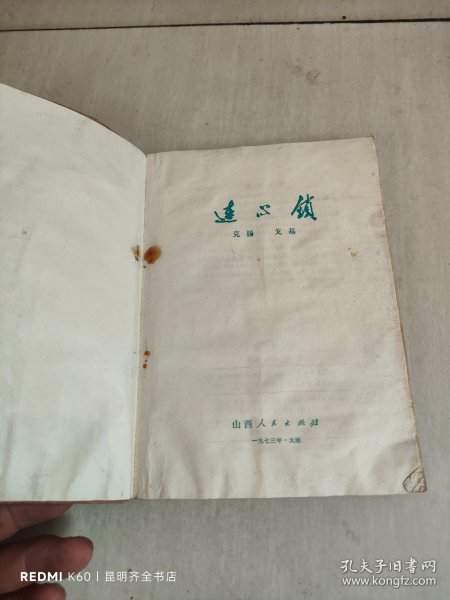 连心锁
克扬 戈基
山西人民出版社
一九七三年·太原
REDMI K60 | 昆明齐全书店
孔夫子旧书网
www.kongfz.com